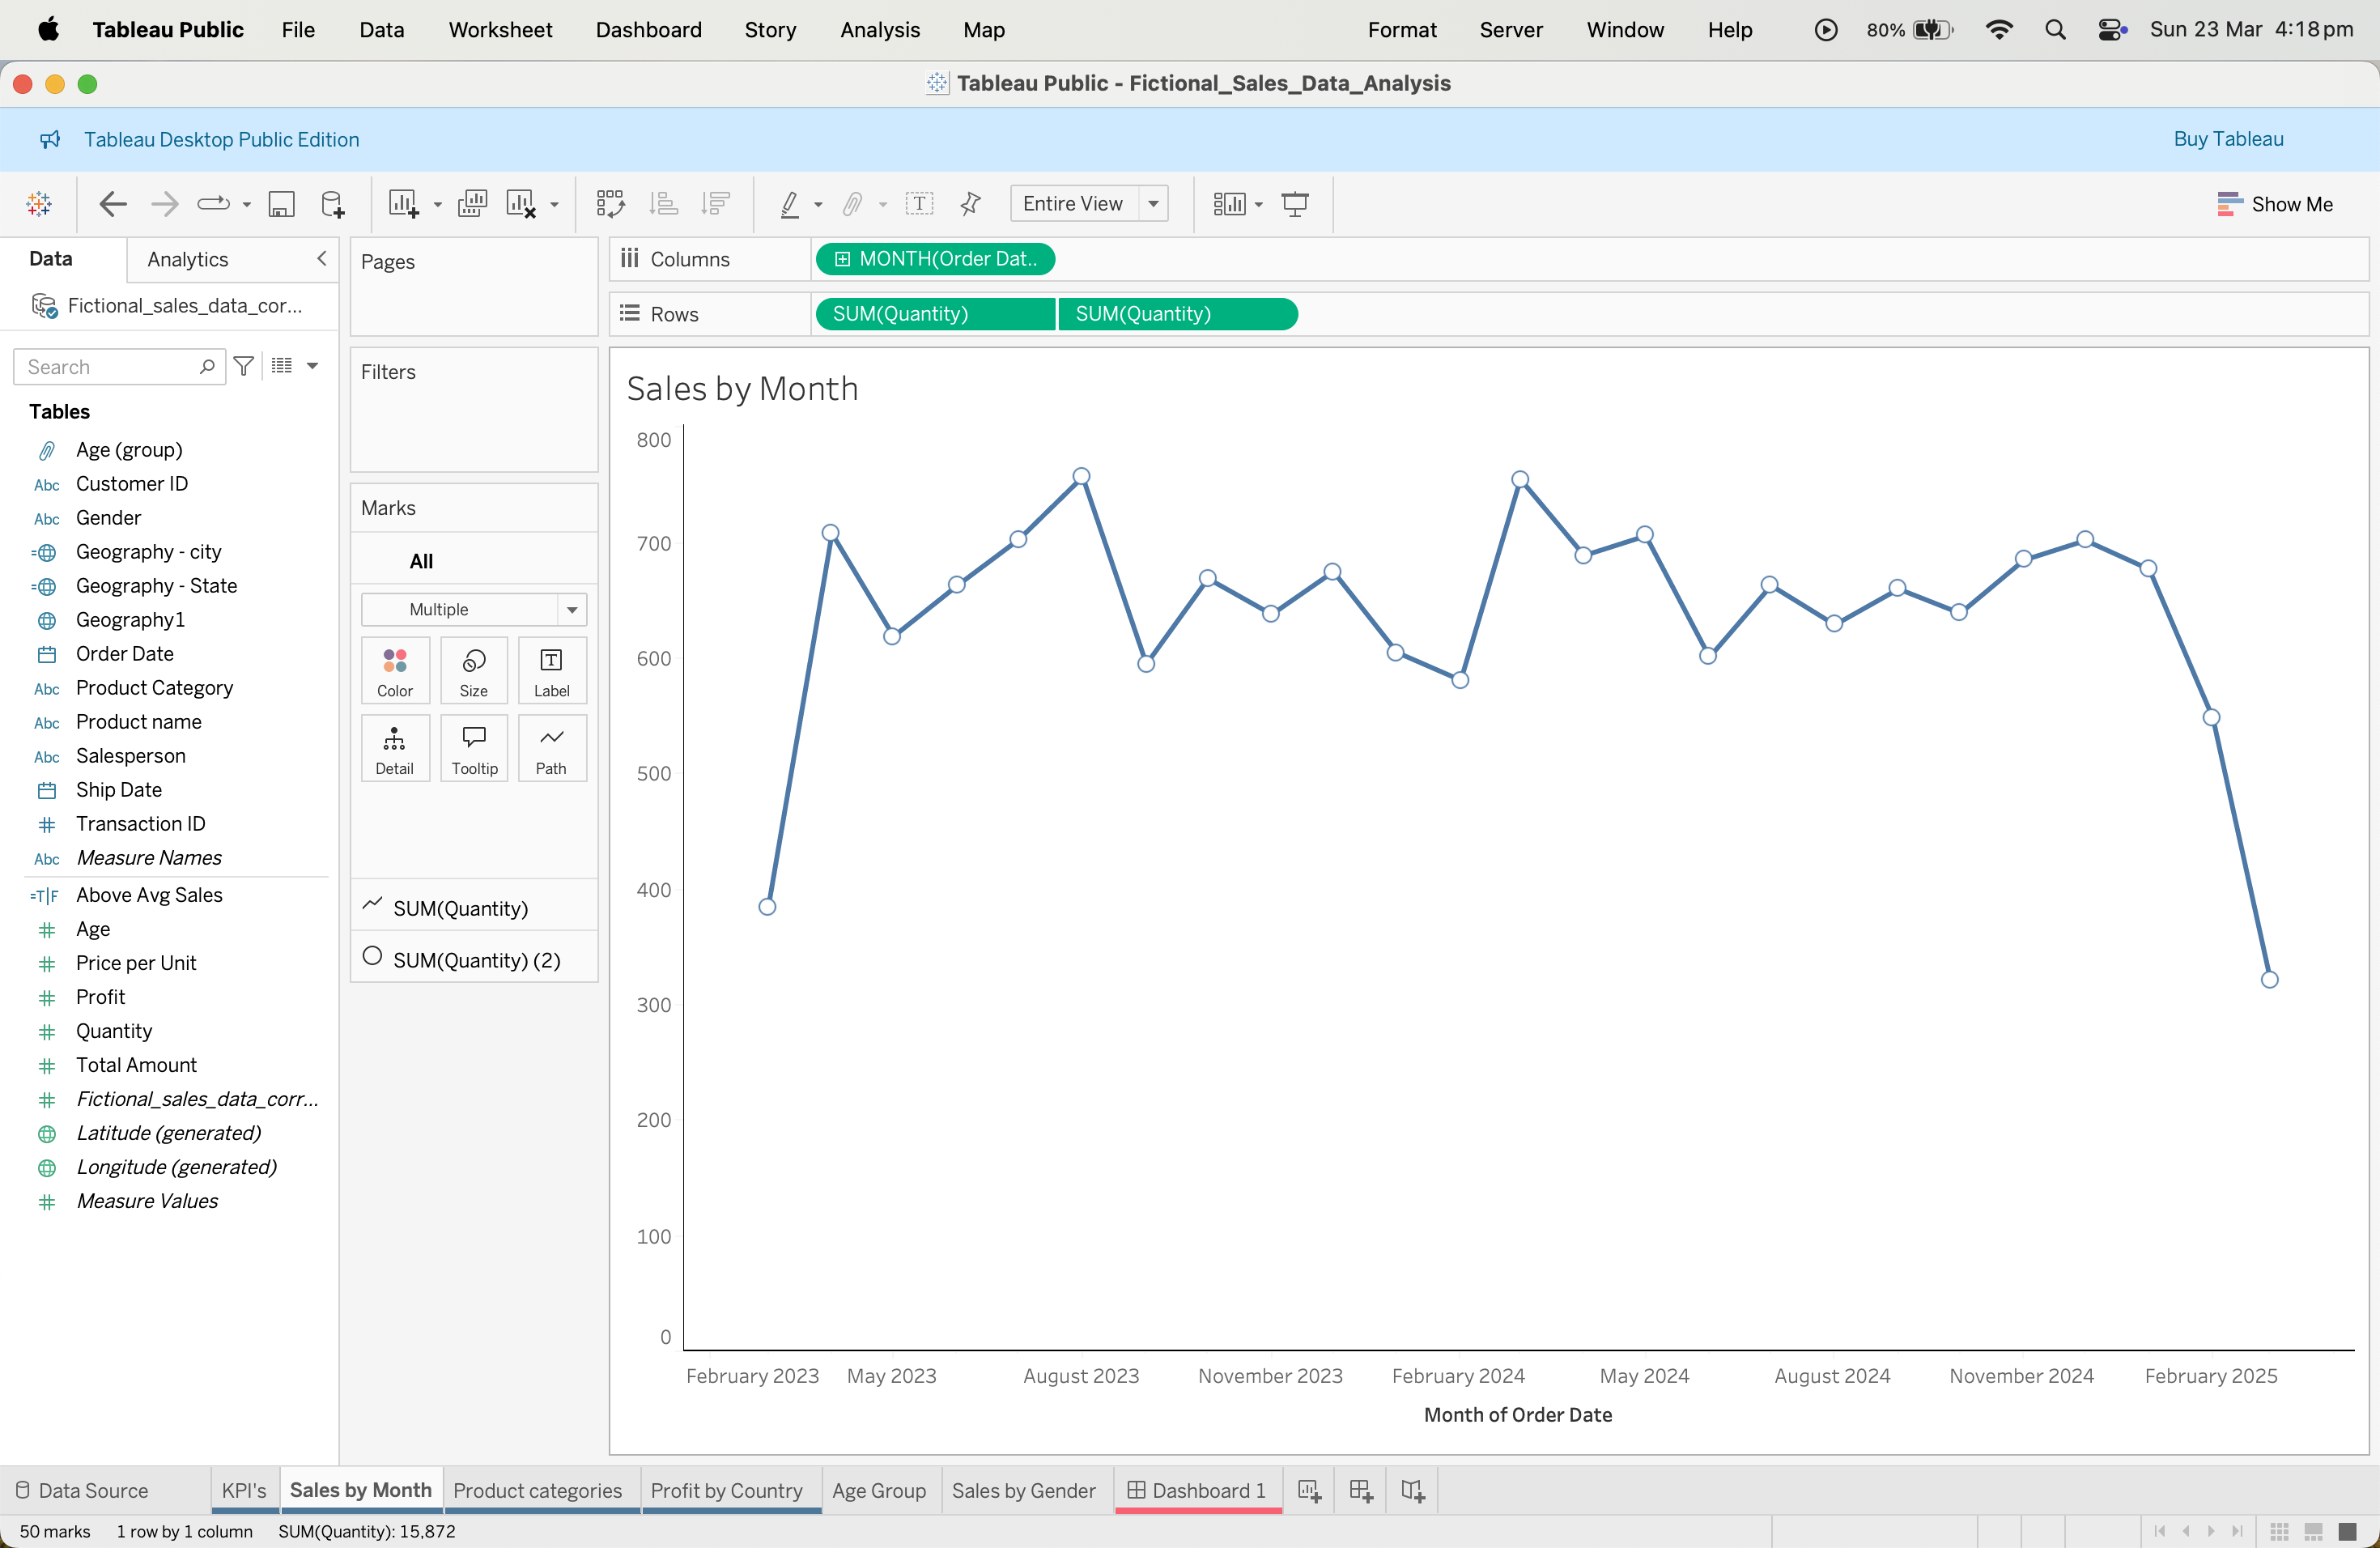 Tableau Public File Data Worksheet Dashboard Story Analysis Map Format Server Window Help 80% Sun 23 Mar 4:18 pm
Tableau Public - Fictional_Sales_Data_Analysis
Tableau Desktop Public Edition Buy Tableau
Entire View Show Me
Data Analytics
Fictional_sales_data_cor...
Search
Tables
Age (group)
Abc Customer ID
Abc Gender
Geography - city
Geography - State
Geography1
Order Date
Abc Product Category
Abc Product name
Abc Salesperson
Ship Date
Transaction ID
Abc Measure Names
=T|F Above Avg Sales
Age
Price per Unit
Profit
Quantity
Total Amount
Fictional_sales_data_corr...
Latitude (generated)
Longitude (generated)
Measure Values
Pages
Filters
Marks
All
Multiple
Color Size Label
Detail Tooltip Path
SUM(Quantity)
SUM(Quantity) (2)
Columns MONTH(Order Dat..
Rows SUM(Quantity) SUM(Quantity)
Sales by Month
800
700
600
500
400
300
200
100
0
February 2023 May 2023 August 2023 November 2023 February 2024 May 2024 August 2024 November 2024 February 2025
Month of Order Date
Data Source KPI's Sales by Month Product categories Profit by Country Age Group Sales by Gender Dashboard 1
50 marks 1 row by 1 column SUM(Quantity): 15,872